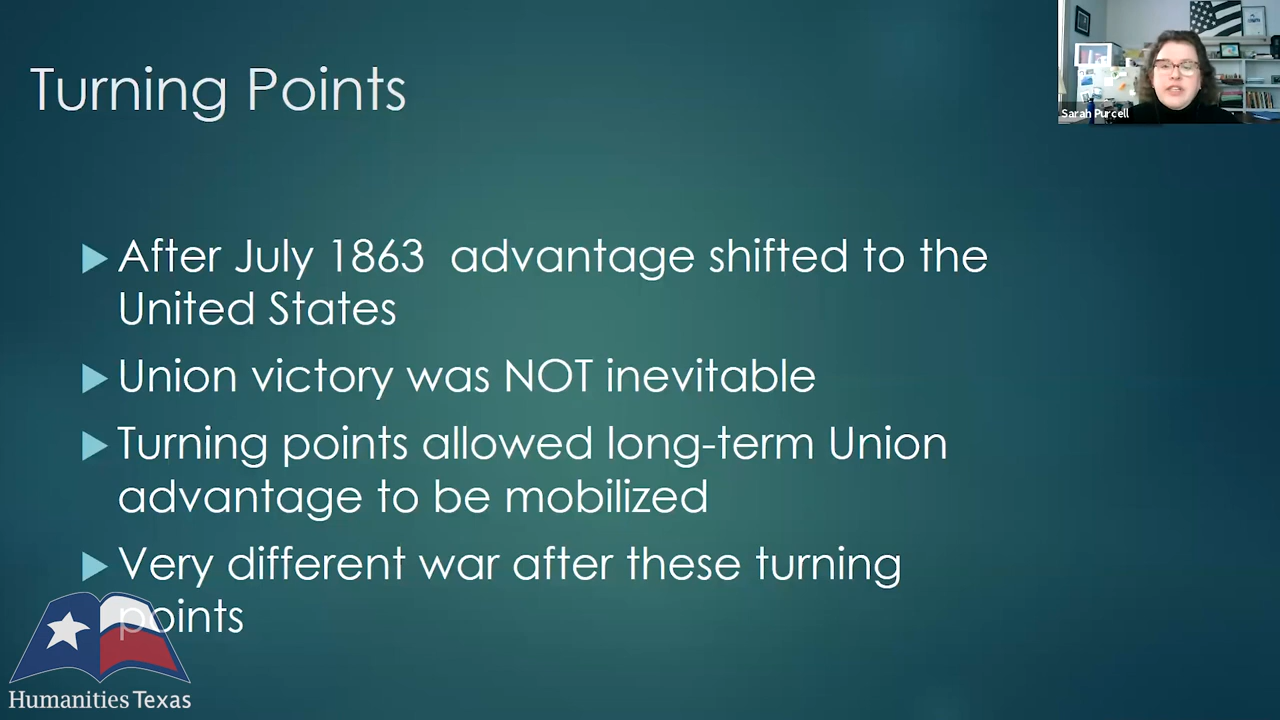 Turning Points
Sarah Purcell
After July 1863 advantage shifted to the
United States
Union victory was NOT inevitable
Turning points allowed long-term Union
advantage to be mobilized
Very different war after these turning
points
Humanities Texas